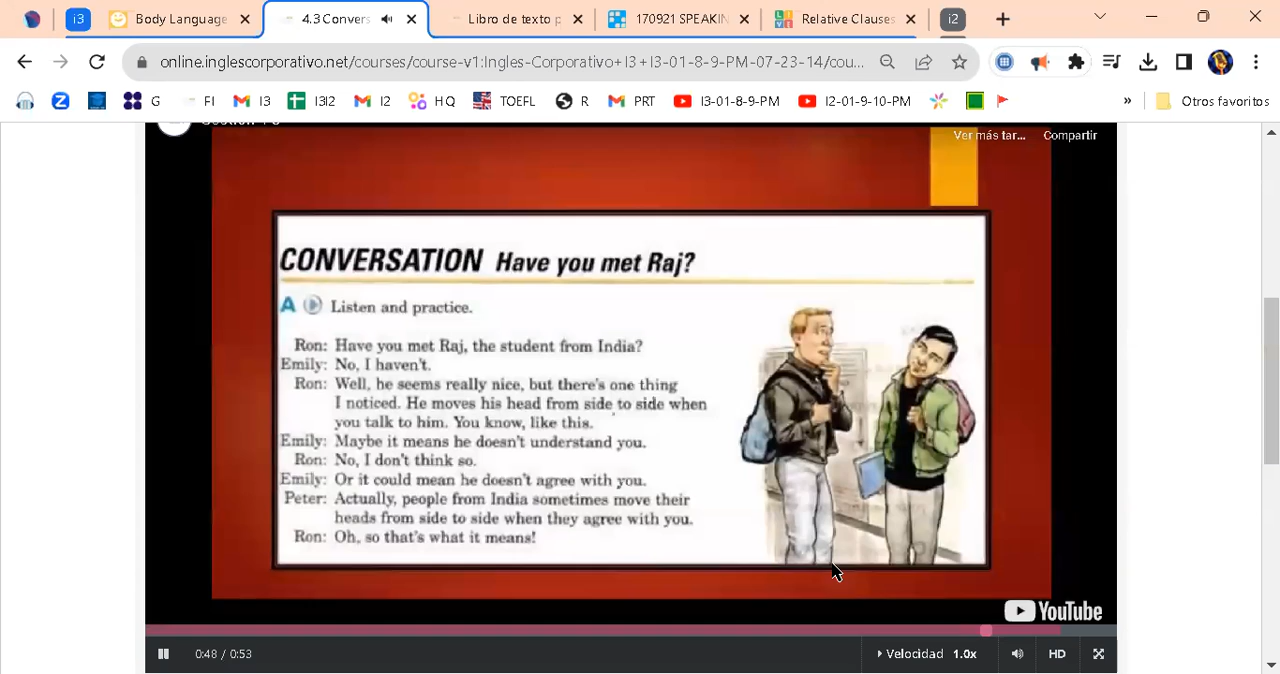 i3
Body Language
4.3 Convers
Libro de texto p
170921 SPEAKIN
Relative Clauses
i2
online.inglescorporativo.net/courses/course-v1:Ingles-Corporativo+I3+I3-01-8-9-PM-07-23-14/cou...
G
FI
I3
I3I2
I2
HQ
TOEFL
R
PRT
I3-01-8-9-PM
I2-01-9-10-PM
»
Otros favoritos
Ver más tar...
Compartir
CONVERSATION Have you met Raj?
A Listen and practice.
Ron: Have you met Raj, the student from India?
Emily: No, I haven't.
Ron: Well, he seems really nice, but there's one thing
I noticed. He moves his head from side to side when
you talk to him. You know, like this.
Emily: Maybe it means he doesn't understand you.
Ron: No, I don't think so.
Emily: Or it could mean he doesn't agree with you.
Peter: Actually, people from India sometimes move their
heads from side to side when they agree with you.
Ron: Oh, so that's what it means!
YouTube
0:48 / 0:53
Velocidad 1.0x
HD